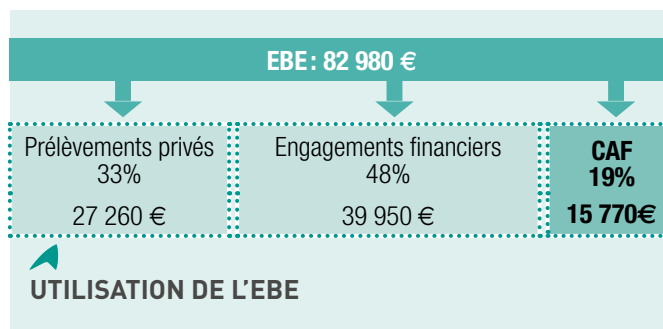 EBE : 82 980 €
Prélèvements privés
33%
27 260 €
Engagements financiers
48%
39 950 €
CAF
19%
15 770€
UTILISATION DE L'EBE